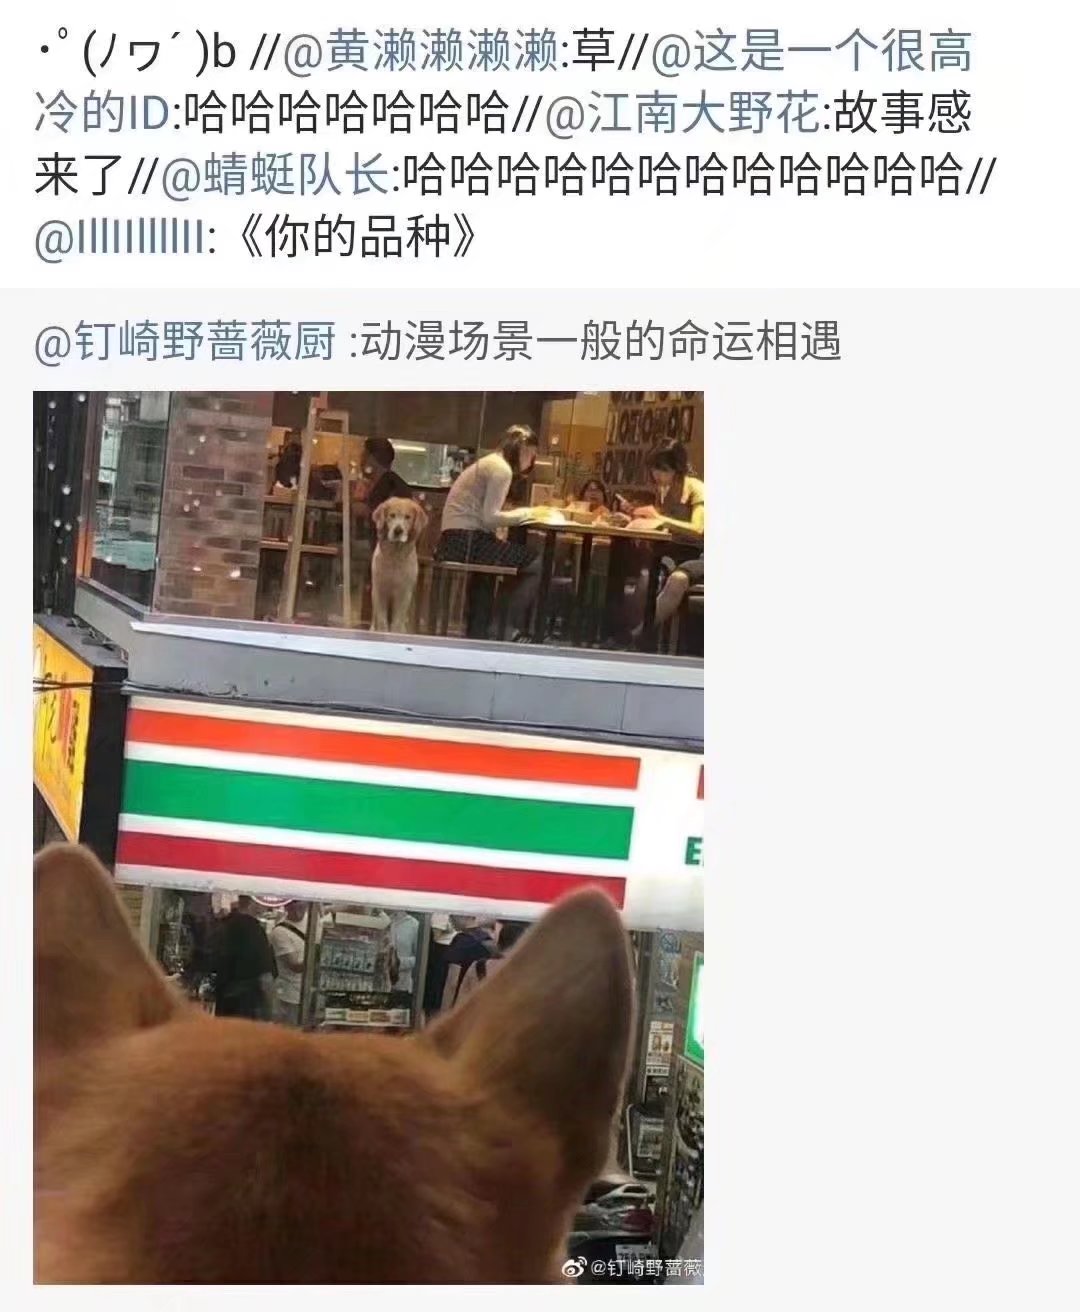 ･ﾟ(ﾉヮ´ )b //@黄濑濑濑濑:草//@这是一个很高
冷的ID:哈哈哈哈哈哈哈//@江南大野花:故事感
来了//@蜻蜓队长:哈哈哈哈哈哈哈哈哈哈哈哈//
@IllIIlllllII:《你的品种》
@钉崎野蔷薇厨 :动漫场景一般的命运相遇
E
@钉崎野蔷薇